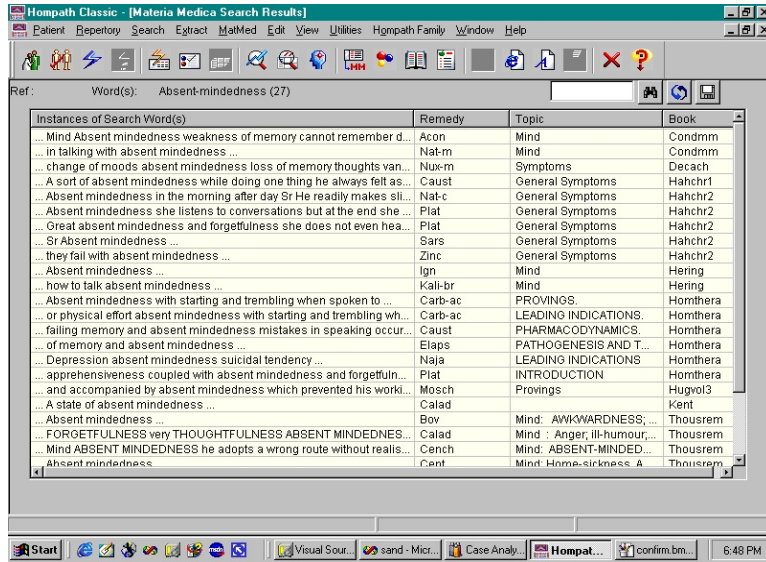 Hompath Classic - [Materia Medica Search Results]
Patient Repertory Search Extract MatMed Edit View Utilities Hompath Family Window Help
Ref: Word(s): Absent-mindedness (27)
Instances of Search Word(s) Remedy Topic Book
... Mind Absent mindedness weakness of memory cannot remember d... Acon Mind Condmm
... in talking with absent mindedness ... Nat-m Mind Condmm
... change of moods absent mindedness loss of memory thoughts van... Nux-m Symptoms Decach
... A sort of absent mindedness while doing one thing he always felt as... Caust General Symptoms Hahchr1
... Absent mindedness in the morning after day Sr He readily makes sli... Nat-c General Symptoms Hahchr2
... Absent mindedness she listens to conversations but at the end she ... Plat General Symptoms Hahchr2
... Great absent mindedness and forgetfulness she does not even hea... Plat General Symptoms Hahchr2
... Sr Absent mindedness ... Sars General Symptoms Hahchr2
... they fail with absent mindedness ... Zinc General Symptoms Hahchr2
... Absent mindedness ... Ign Mind Hering
... how to talk absent mindedness ... Kali-br Mind Hering
... Absent mindedness with starting and trembling when spoken to ... Carb-ac PROVINGS. Homthera
... or physical effort absent mindedness with starting and trembling wh... Carb-ac LEADING INDICATIONS. Homthera
... failing memory and absent mindedness mistakes in speaking occur... Caust PHARMACODYNAMICS. Homthera
... of memory and absent mindedness ... Elaps PATHOGENESIS AND T... Homthera
... Depression absent mindedness suicidal tendency ... Naja LEADING INDICATIONS Homthera
... apprehensiveness coupled with absent mindedness and forgetfuln... Plat INTRODUCTION Homthera
... and accompanied by absent mindedness which prevented his worki... Mosch Provings Hugvol3
... A state of absent mindedness ... Calad Kent
... Absent mindedness ... Bov Mind: AWKWARDNESS; ... Thousrem
... FORGETFULNESS very THOUGHTFULNESS ABSENT MINDEDNES... Calad Mind : Anger; ill-humour;... Thousrem
... Mind ABSENT MINDEDNESS he adopts a wrong route without realis... Cench Mind: ABSENT-MINDED... Thousrem
... Absent mindedness ... Cent Mind: Home-sickness. A... Thousrem
Start Visual Sour... sand - Micr... Case Analy... Hompat... confirm.bm... 6:48 PM